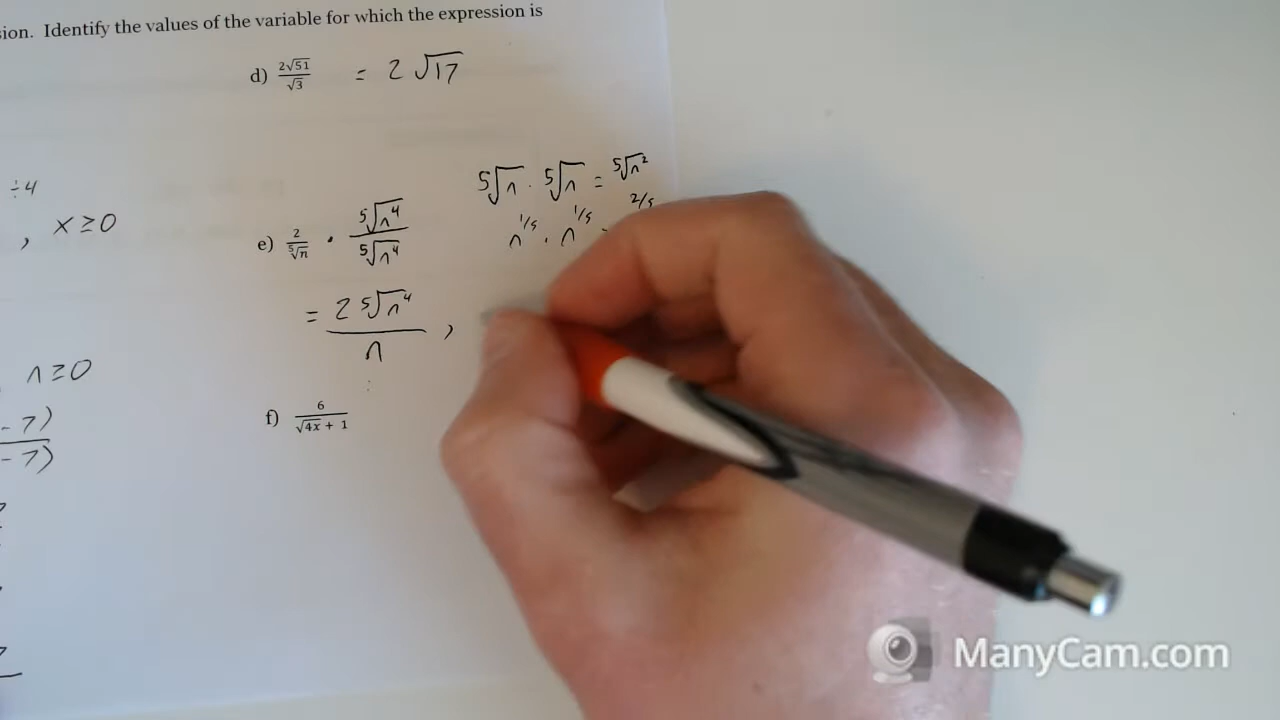 sion. Identify the values of the variable for which the expression is
d) 2√51/√3 = 2√17
÷4
, x ≥ 0
⁵√n · ⁵√n = ⁵√n²
n^1/5 · n^1/5 = 2/5
e) 2/⁵√n · ⁵√n⁴/⁵√n⁴
= 2 ⁵√n⁴/n ,
n ≥ 0
- 7)
- 7)
f) 6/√4x + 1
ManyCam.com